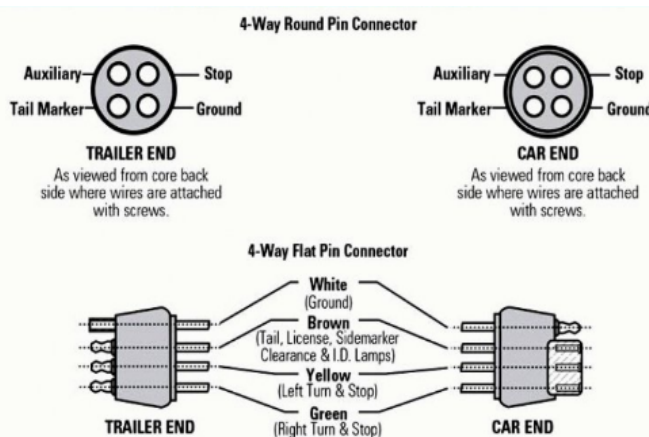 4-Way Round Pin Connector
Auxiliary
Stop
Tail Marker
Ground
TRAILER END
As viewed from core back
side where wires are attached
with screws.
Auxiliary
Stop
Tail Marker
Ground
CAR END
As viewed from core back
side where wires are attached
with screws.
4-Way Flat Pin Connector
White
(Ground)
Brown
(Tail, License, Sidemarker
Clearance & I.D. Lamps)
Yellow
(Left Turn & Stop)
Green
(Right Turn & Stop)
TRAILER END
CAR END